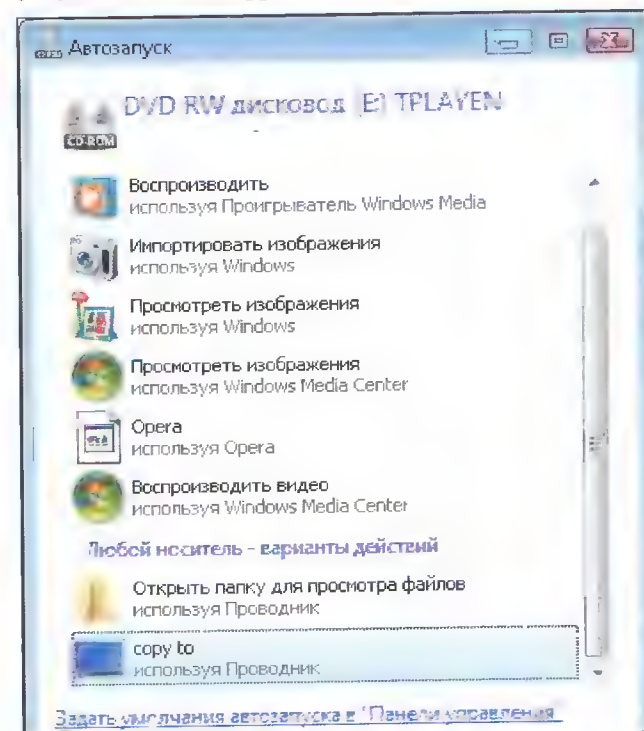 Автозапуск
DVD RW дисковод (E:) TPLAYEN
CD-ROM
Воспроизводить
используя Проигрыватель Windows Media
Импортировать изображения
используя Windows
Просмотреть изображения
используя Windows
Просмотреть изображения
используя Windows Media Center
Opera
используя Opera
Воспроизводить видео
используя Windows Media Center
Любой носитель - варианты действий
Открыть папку для просмотра файлов
используя Проводник
copy to
используя Проводник
Задать умолчания автозапуска в "Панели управления"